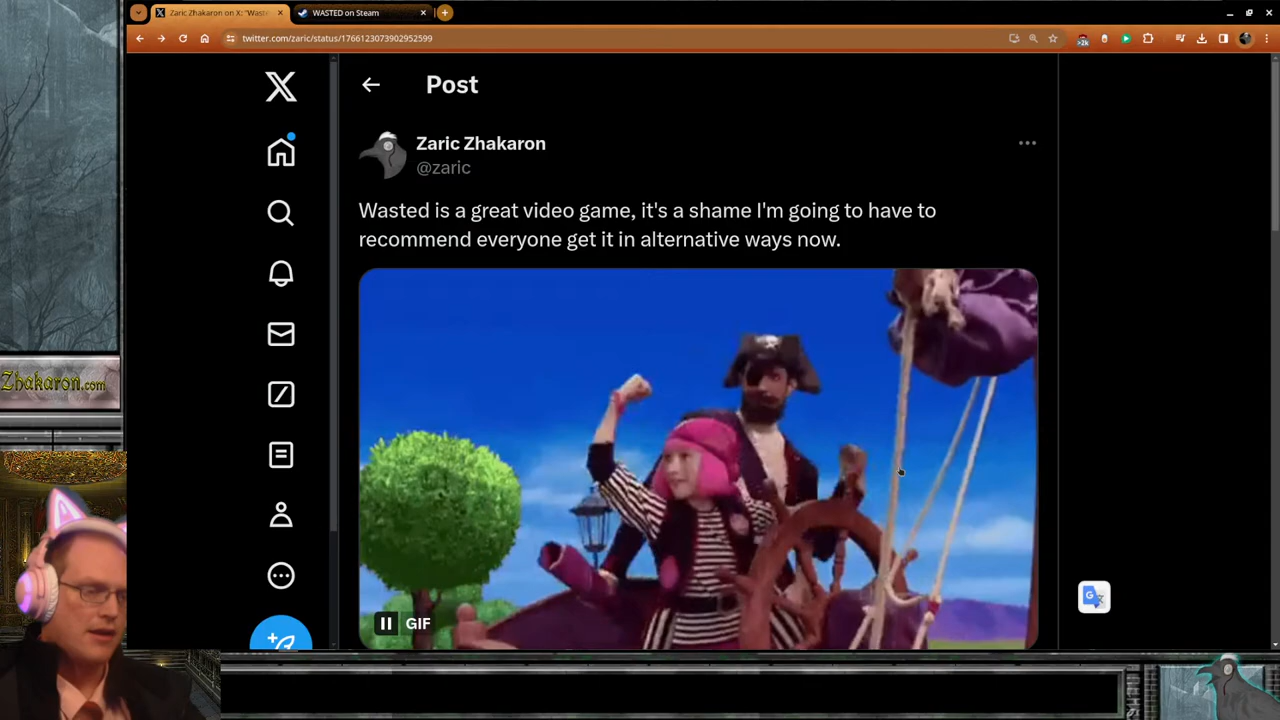 Zaric Zhakaron on X: "Waste
WASTED on Steam
twitter.com/zaric/status/1766123073902952599
>2k
Post
Zaric Zhakaron
@zaric
Wasted is a great video game, it's a shame I'm going to have to
recommend everyone get it in alternative ways now.
GIF
Zhakaron.com